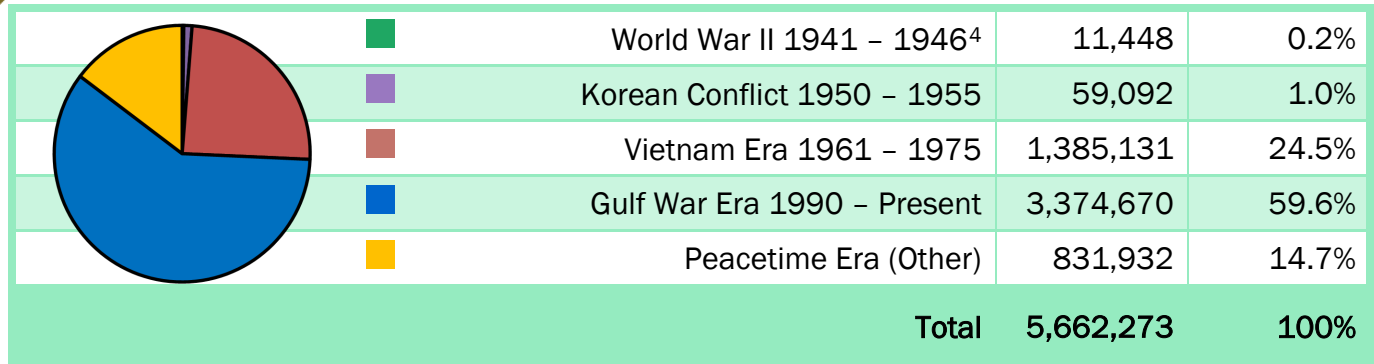 World War II 1941 – 1946⁴ 11,448 0.2%
Korean Conflict 1950 – 1955 59,092 1.0%
Vietnam Era 1961 – 1975 1,385,131 24.5%
Gulf War Era 1990 – Present 3,374,670 59.6%
Peacetime Era (Other) 831,932 14.7%
Total 5,662,273 100%